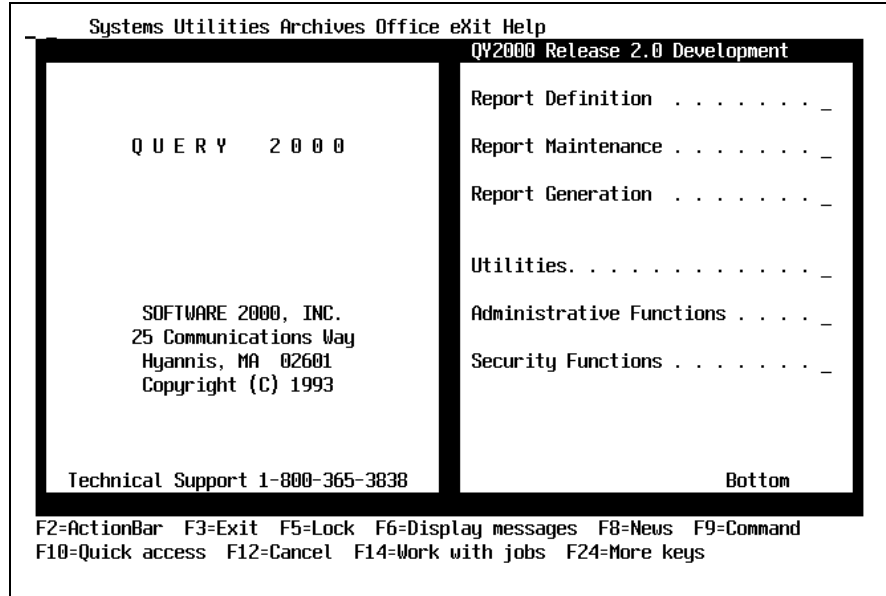 Systems Utilities Archives Office eXit Help
QY2000 Release 2.0 Development
Q U E R Y   2 0 0 0
SOFTWARE 2000, INC.
25 Communications Way
Hyannis, MA  02601
Copyright (C) 1993
Technical Support 1-800-365-3838
Report Definition . . . . . . . _
Report Maintenance . . . . . . . _
Report Generation . . . . . . . _
Utilities. . . . . . . . . . . . _
Administrative Functions . . . . _
Security Functions . . . . . . . _
Bottom
F2=ActionBar  F3=Exit  F5=Lock  F6=Display messages  F8=News  F9=Command
F10=Quick access  F12=Cancel  F14=Work with jobs  F24=More keys